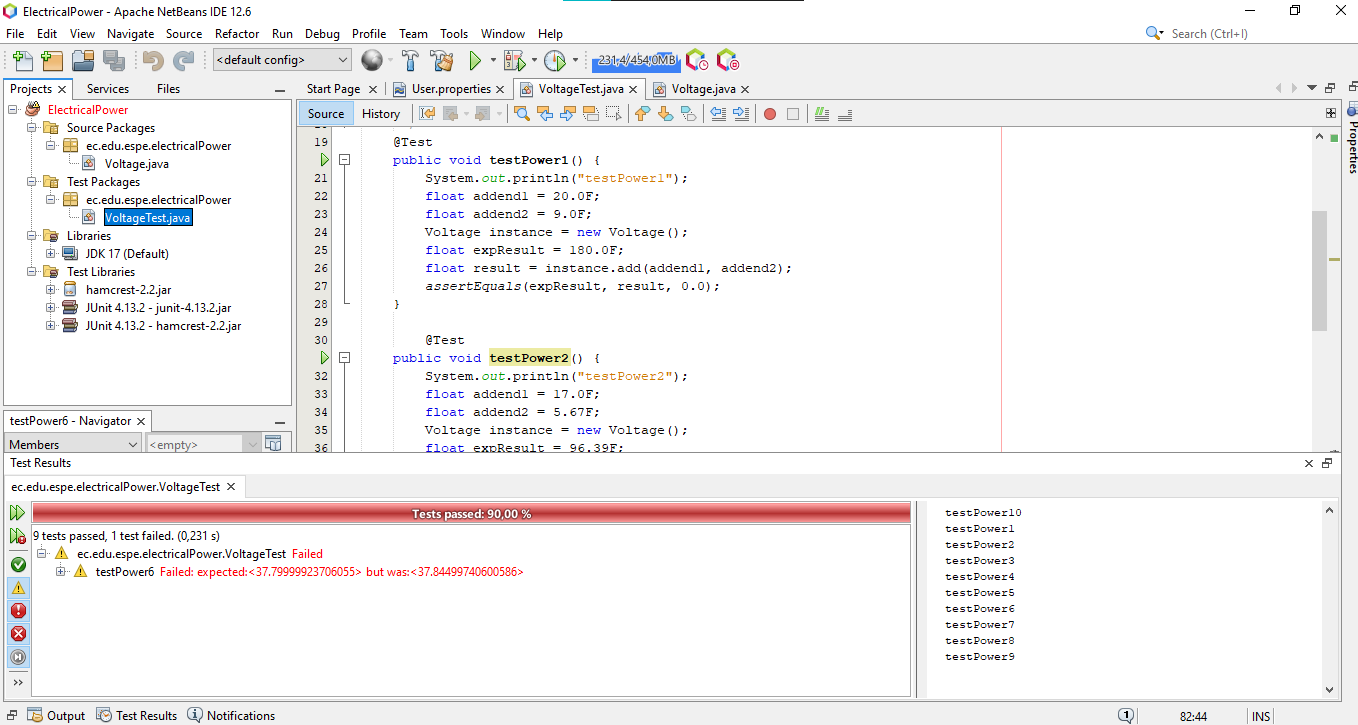 ElectricalPower - Apache NetBeans IDE 12.6
File Edit View Navigate Source Refactor Run Debug Profile Team Tools Window Help
Search (Ctrl+I)
<default config>
231,4/454,0MB
Projects Services Files
ElectricalPower
Source Packages
ec.edu.espe.electricalPower
Voltage.java
Test Packages
ec.edu.espe.electricalPower
VoltageTest.java
Libraries
JDK 17 (Default)
Test Libraries
hamcrest-2.2.jar
JUnit 4.13.2 - junit-4.13.2.jar
JUnit 4.13.2 - hamcrest-2.2.jar
testPower6 - Navigator
Members <empty>
Start Page User.properties VoltageTest.java Voltage.java
Source History
19 @Test
public void testPower1() {
21 System.out.println("testPower1");
22 float addend1 = 20.0F;
23 float addend2 = 9.0F;
24 Voltage instance = new Voltage();
25 float expResult = 180.0F;
26 float result = instance.add(addend1, addend2);
27 assertEquals(expResult, result, 0.0);
28 }
29
30 @Test
public void testPower2() {
32 System.out.println("testPower2");
33 float addend1 = 17.0F;
34 float addend2 = 5.67F;
35 Voltage instance = new Voltage();
36 float expResult = 96.39F;
Properties
Test Results
ec.edu.espe.electricalPower.VoltageTest
Tests passed: 90,00 %
9 tests passed, 1 test failed. (0,231 s)
ec.edu.espe.electricalPower.VoltageTest Failed
testPower6 Failed: expected:<37.79999923706055> but was:<37.84499740600586>
testPower10
testPower1
testPower2
testPower3
testPower4
testPower5
testPower6
testPower7
testPower8
testPower9
Output Test Results Notifications
1 82:44 INS